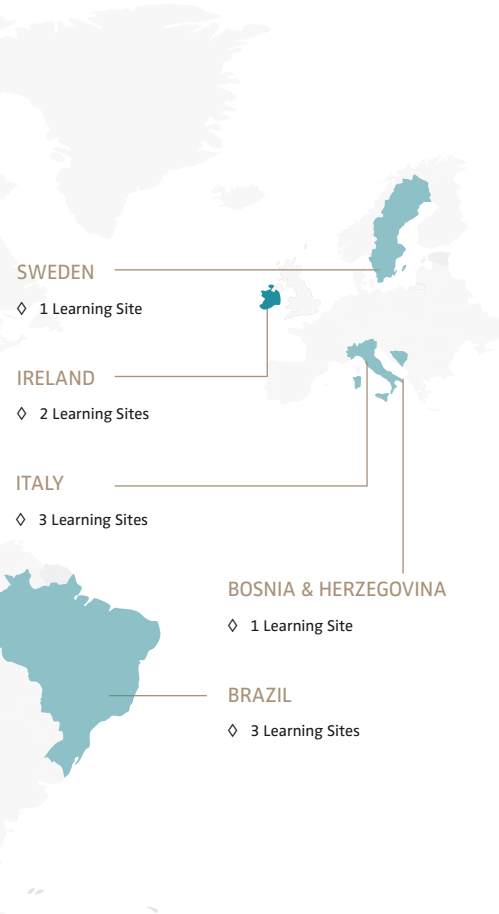 SWEDEN
◊ 1 Learning Site
IRELAND
◊ 2 Learning Sites
ITALY
◊ 3 Learning Sites
BOSNIA & HERZEGOVINA
◊ 1 Learning Site
BRAZIL
◊ 3 Learning Sites